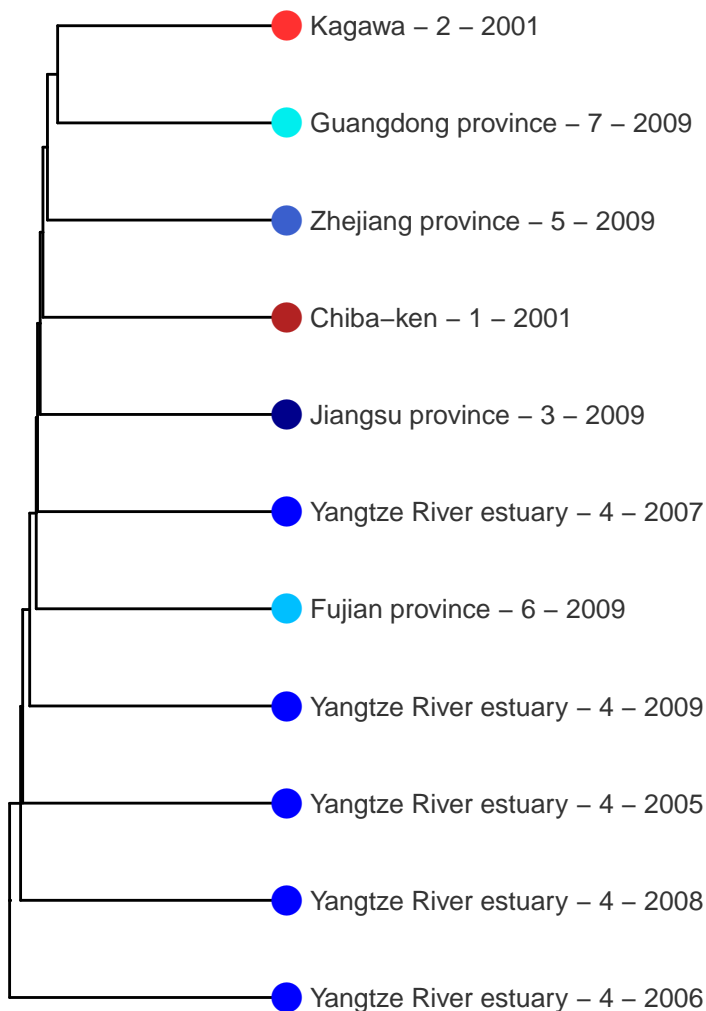 Kagawa – 2 – 2001
Guangdong province – 7 – 2009
Zhejiang province – 5 – 2009
Chiba–ken – 1 – 2001
Jiangsu province – 3 – 2009
Yangtze River estuary – 4 – 2007
Fujian province – 6 – 2009
Yangtze River estuary – 4 – 2009
Yangtze River estuary – 4 – 2005
Yangtze River estuary – 4 – 2008
Yangtze River estuary – 4 – 2006